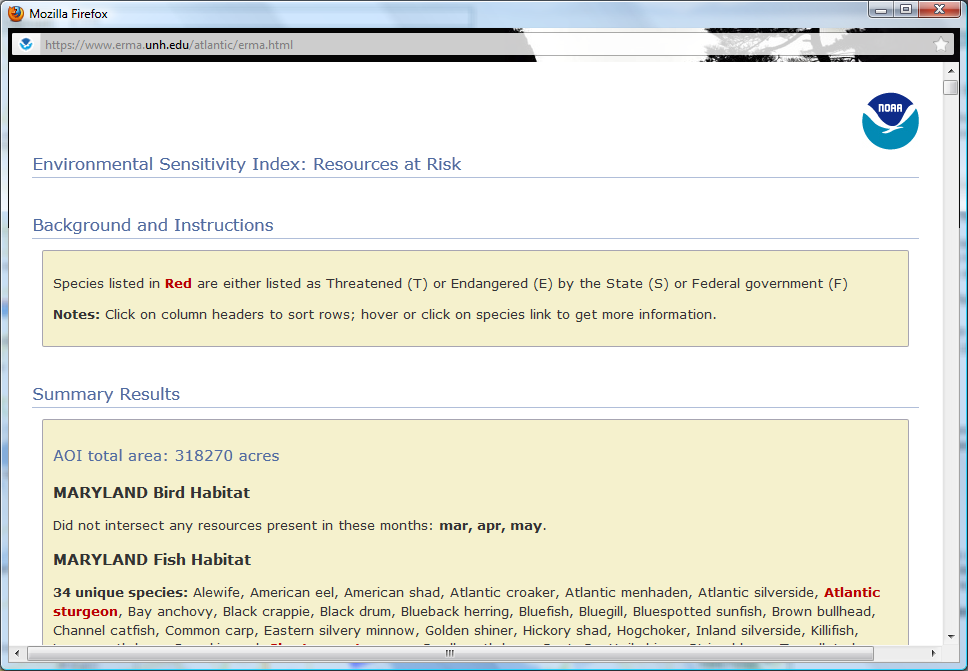 Mozilla Firefox
https://www.erma.unh.edu/atlantic/erma.html
NOAA
Environmental Sensitivity Index: Resources at Risk
Background and Instructions
Species listed in Red are either listed as Threatened (T) or Endangered (E) by the State (S) or Federal government (F)
Notes: Click on column headers to sort rows; hover or click on species link to get more information.
Summary Results
AOI total area: 318270 acres
MARYLAND Bird Habitat
Did not intersect any resources present in these months: mar, apr, may.
MARYLAND Fish Habitat
34 unique species: Alewife, American eel, American shad, Atlantic croaker, Atlantic menhaden, Atlantic silverside, Atlantic
sturgeon, Bay anchovy, Black crappie, Black drum, Blueback herring, Bluefish, Bluegill, Bluespotted sunfish, Brown bullhead,
Channel catfish, Common carp, Eastern silvery minnow, Golden shiner, Hickory shad, Hogchoker, Inland silverside, Killifish,